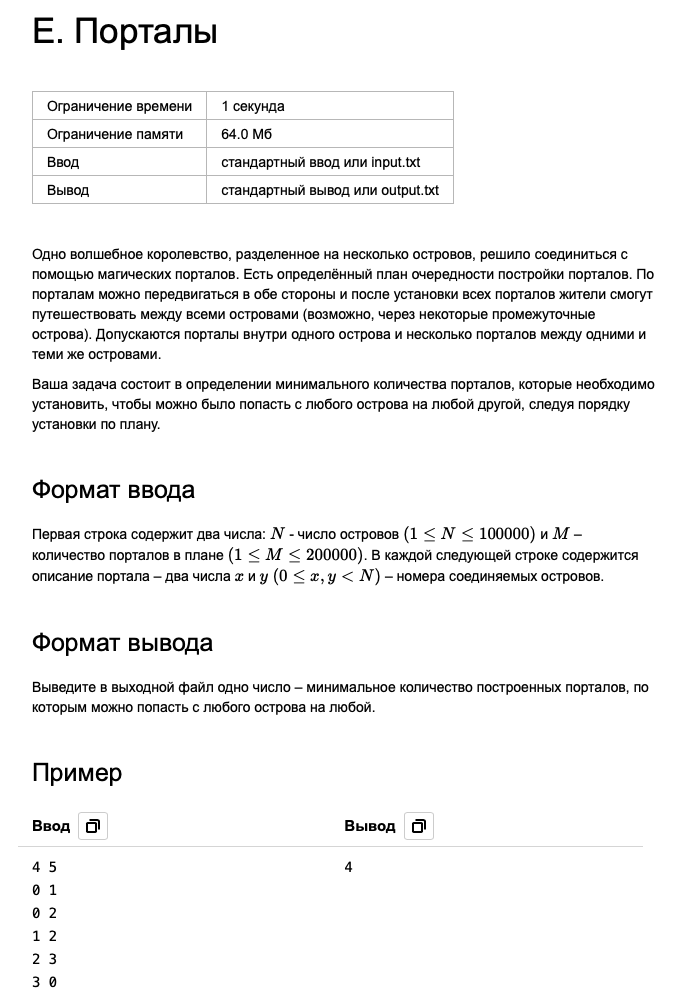 E. Порталы
Ограничение времени 1 секунда
Ограничение памяти 64.0 Мб
Ввод стандартный ввод или input.txt
Вывод стандартный вывод или output.txt
Одно волшебное королевство, разделенное на несколько островов, решило соединиться с
помощью магических порталов. Есть определённый план очередности постройки порталов. По
порталам можно передвигаться в обе стороны и после установки всех порталов жители смогут
путешествовать между всеми островами (возможно, через некоторые промежуточные
острова). Допускаются порталы внутри одного острова и несколько порталов между одними и
теми же островами.
Ваша задача состоит в определении минимального количества порталов, которые необходимо
установить, чтобы можно было попасть с любого острова на любой другой, следуя порядку
установки по плану.
Формат ввода
Первая строка содержит два числа: N - число островов (1 ≤ N ≤ 100000) и M –
количество порталов в плане (1 ≤ M ≤ 200000). В каждой следующей строке содержится
описание портала – два числа x и y (0 ≤ x, y < N) – номера соединяемых островов.
Формат вывода
Выведите в выходной файл одно число – минимальное количество построенных порталов, по
которым можно попасть с любого острова на любой.
Пример
Ввод Вывод
4 5 4
0 1
0 2
1 2
2 3
3 0